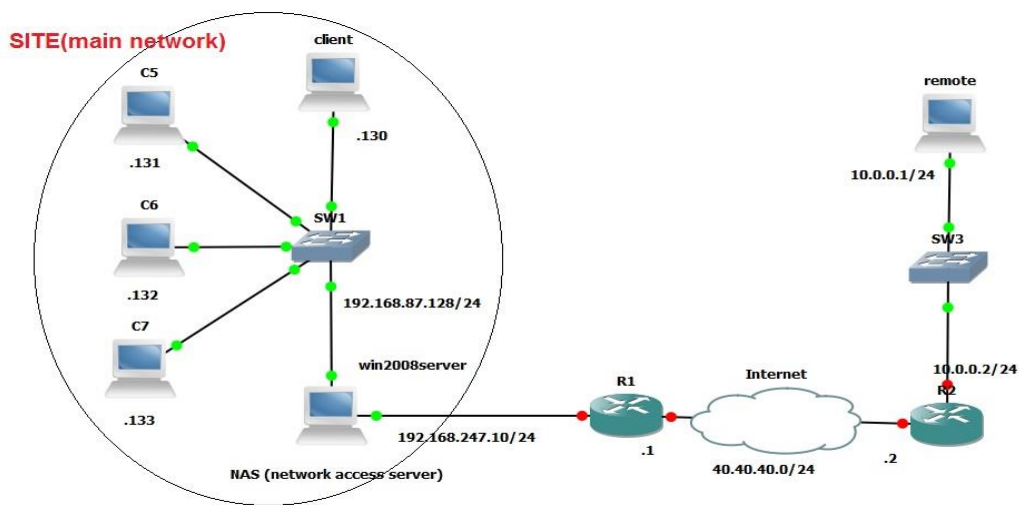 SITE(main network)
client
C5
remote
.130
.131
10.0.0.1/24
C6
SW1
SW3
.132
192.168.87.128/24
C7
win2008server
10.0.0.2/24
R1
Internet
R2
.133
192.168.247.10/24
.1
.2
40.40.40.0/24
NAS (network access server)